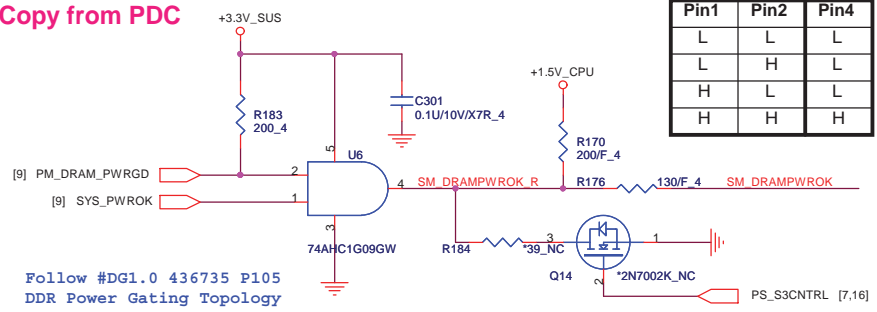 Copy from PDC
+3.3V_SUS
Pin1 Pin2 Pin4
L L L
L H L
H L L
H H H
+1.5V_CPU
C301
0.1U/10V/X7R_4
R183
200_4
R170
200/F_4
5
U6
[9] PM_DRAM_PWRGD
2
4
SM_DRAMPWROK_R
R176
130/F_4
SM_DRAMPWROK
[9] SYS_PWROK
1
3
74AHC1G09GW
R184
*39_NC
3
1
Q14
*2N7002K_NC
2
PS_S3CNTRL [7,16]
Follow #DG1.0 436735 P105
DDR Power Gating Topology